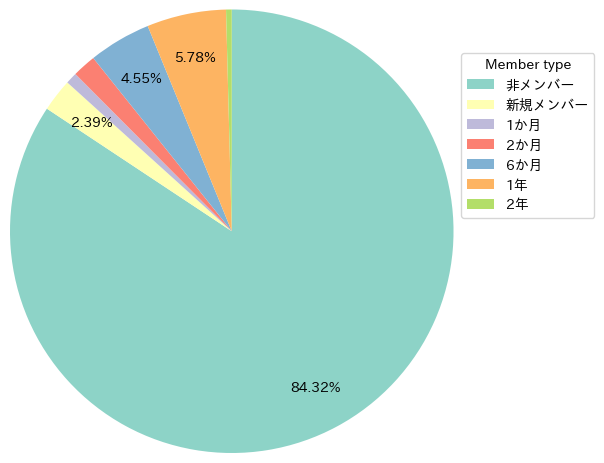 5.78%
4.55%
2.39%
84.32%
Member type
非メンバー
新規メンバー
1か月
2か月
6か月
1年
2年